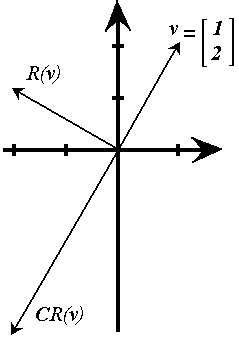 v = [ 1
2 ]
R(v)
CR(v)